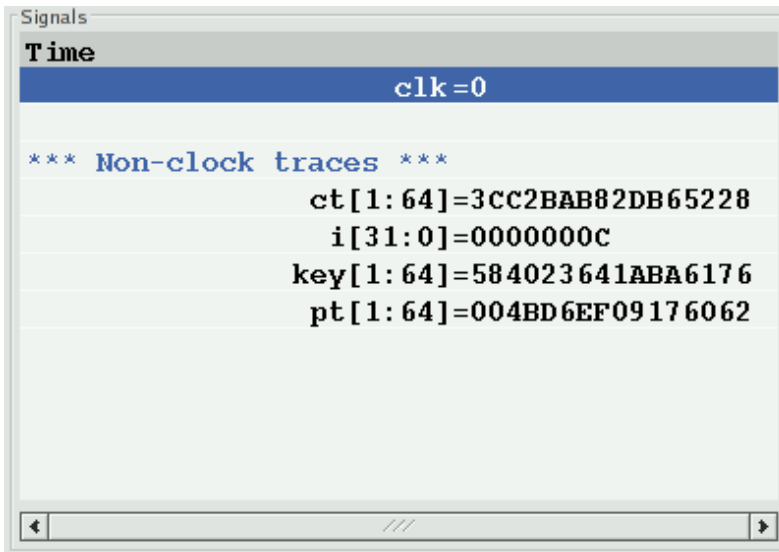 Signals
Time
clk=0
*** Non-clock traces ***
ct[1:64]=3CC2BAB82DB65228
i[31:0]=0000000C
key[1:64]=584023641ABA6176
pt[1:64]=004BD6EF09176062